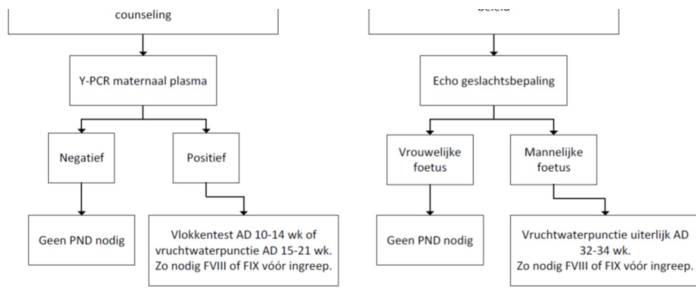 counseling
Y-PCR maternaal plasma
Negatief
Positief
Geen PND nodig
Vlokkentest AD 10-14 wk of
vruchtwaterpunctie AD 15-21 wk.
Zo nodig FVIII of FIX vóór ingreep.
beleid
Echo geslachtsbepaling
Vrouwelijke
foetus
Mannelijke
foetus
Geen PND nodig
Vruchtwaterpunctie uiterlijk AD
32-34 wk.
Zo nodig FVIII of FIX vóór ingreep.